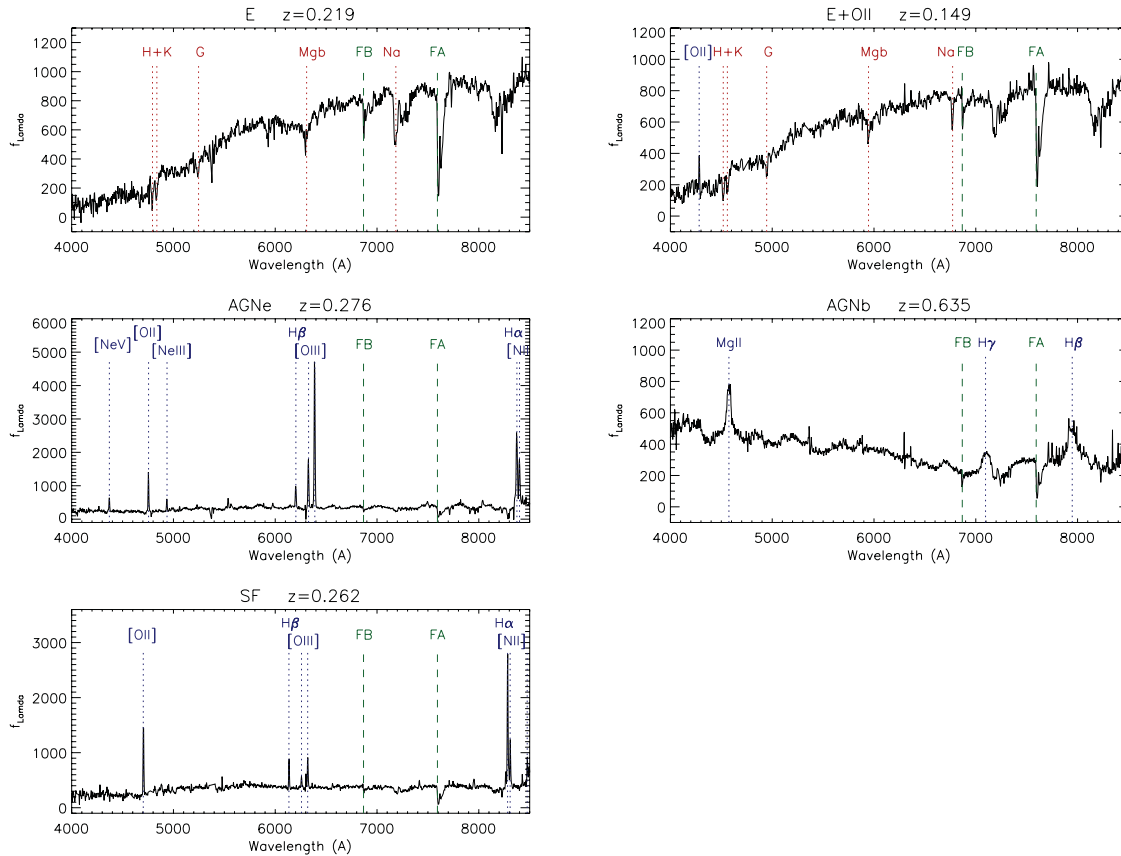 E z=0.219
1200
1000
800
600
400
200
0
f_Lamda
H+K G Mgb FB Na FA
4000 5000 6000 7000 8000
Wavelength (A)
E+OII z=0.149
1200
1000
800
600
400
200
0
f_Lamda
[OII] H+K G Mgb Na FB FA
4000 5000 6000 7000 8000
Wavelength (A)
AGNe z=0.276
6000
5000
4000
3000
2000
1000
0
f_Lamda
[NeV] [OII] [NeIII] Hβ [OIII] FB FA Hα [NII
4000 5000 6000 7000 8000
Wavelength (A)
AGNb z=0.635
1200
1000
800
600
400
200
0
f_Lamda
MgII FB Hγ FA Hβ
4000 5000 6000 7000 8000
Wavelength (A)
SF z=0.262
3000
2000
1000
0
f_Lamda
[OII] Hβ [OIII] FB FA Hα [NII]
4000 5000 6000 7000 8000
Wavelength (A)